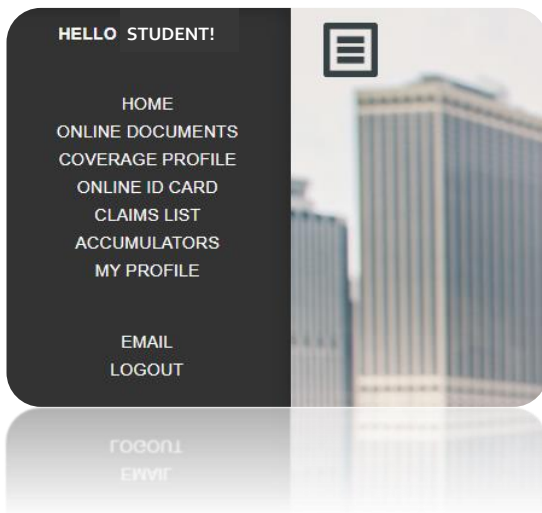 HELLO STUDENT!
HOME
ONLINE DOCUMENTS
COVERAGE PROFILE
ONLINE ID CARD
CLAIMS LIST
ACCUMULATORS
MY PROFILE
EMAIL
LOGOUT